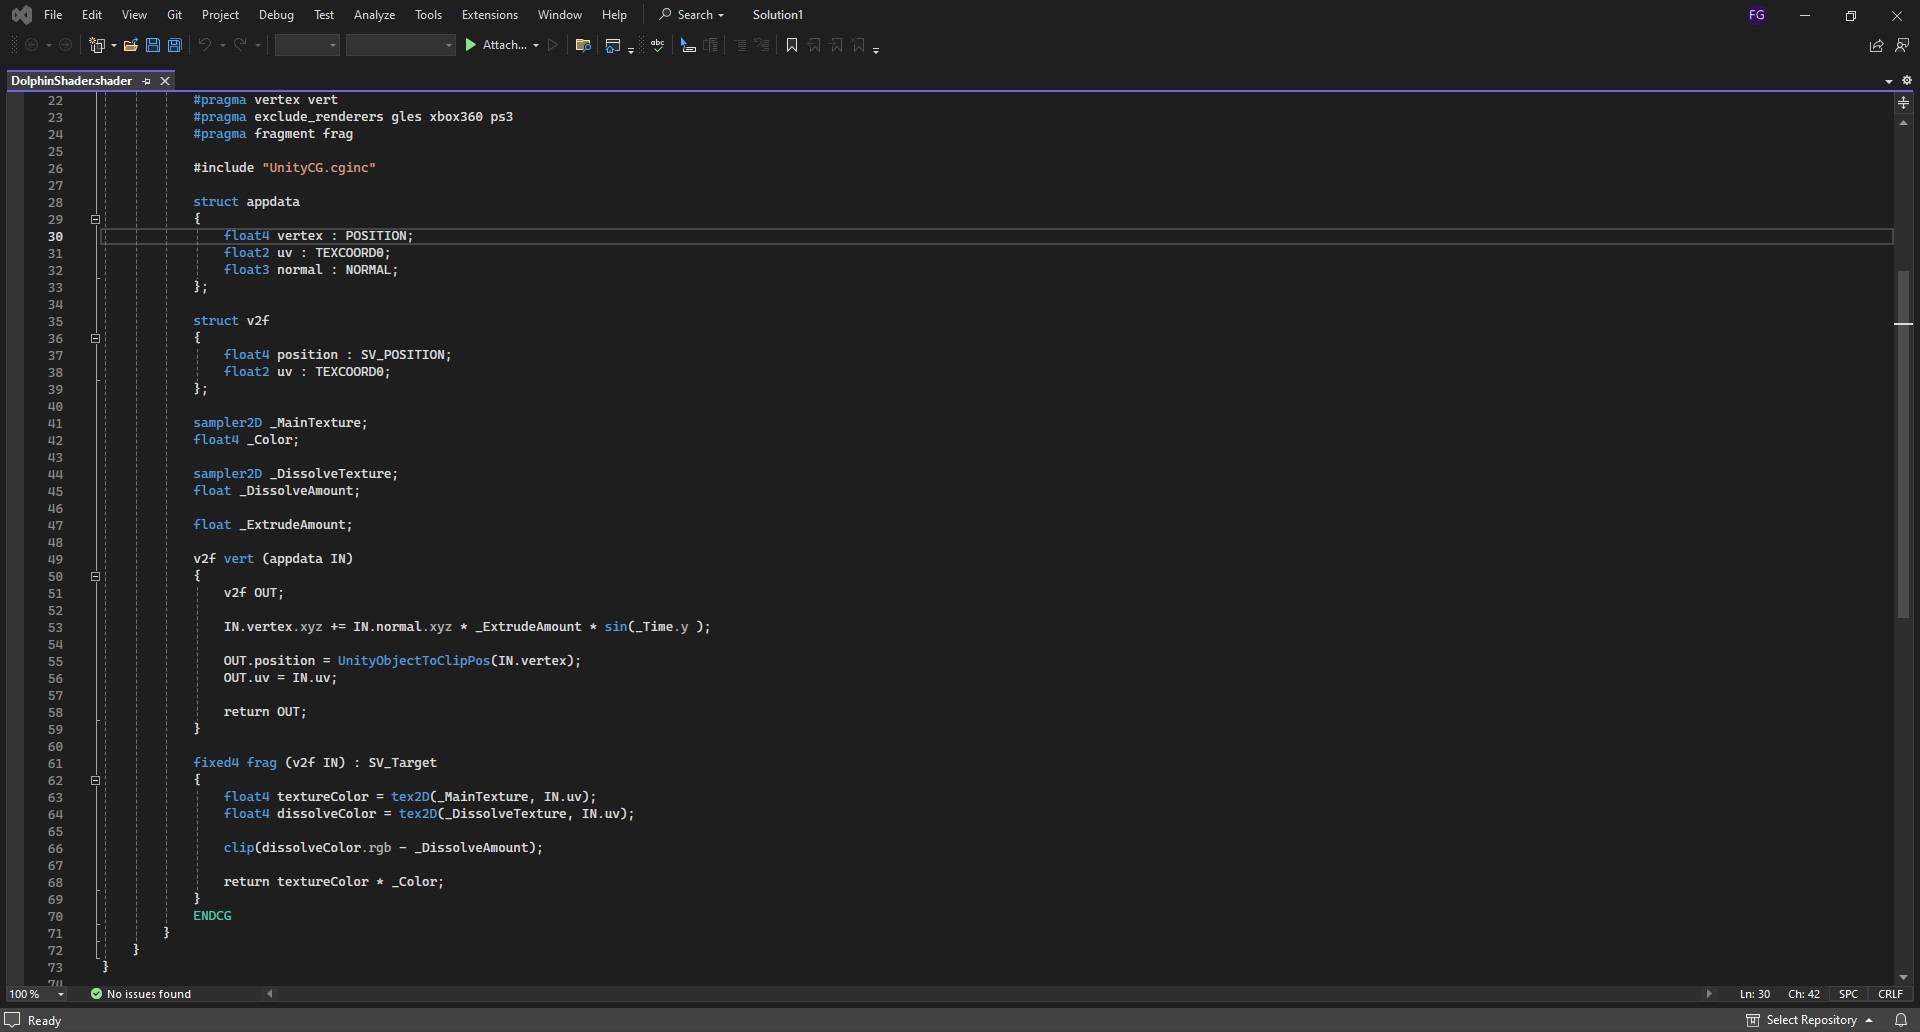 File Edit View Git Project Debug Test Analyze Tools Extensions Window Help Search Solution1 FG
Attach...
DolphinShader.shader
22 #pragma vertex vert
23 #pragma exclude_renderers gles xbox360 ps3
24 #pragma fragment frag
25
26 #include "UnityCG.cginc"
27
28 struct appdata
29 {
30 float4 vertex : POSITION;
31 float2 uv : TEXCOORD0;
32 float3 normal : NORMAL;
33 };
34
35 struct v2f
36 {
37 float4 position : SV_POSITION;
38 float2 uv : TEXCOORD0;
39 };
40
41 sampler2D _MainTexture;
42 float4 _Color;
43
44 sampler2D _DissolveTexture;
45 float _DissolveAmount;
46
47 float _ExtrudeAmount;
48
49 v2f vert (appdata IN)
50 {
51 v2f OUT;
52
53 IN.vertex.xyz += IN.normal.xyz * _ExtrudeAmount * sin(_Time.y );
54
55 OUT.position = UnityObjectToClipPos(IN.vertex);
56 OUT.uv = IN.uv;
57
58 return OUT;
59 }
60
61 fixed4 frag (v2f IN) : SV_Target
62 {
63 float4 textureColor = tex2D(_MainTexture, IN.uv);
64 float4 dissolveColor = tex2D(_DissolveTexture, IN.uv);
65
66 clip(dissolveColor.rgb - _DissolveAmount);
67
68 return textureColor * _Color;
69 }
70 ENDCG
71 }
72 }
73 }
74
100 % No issues found Ln: 30 Ch: 42 SPC CRLF
Ready Select Repository